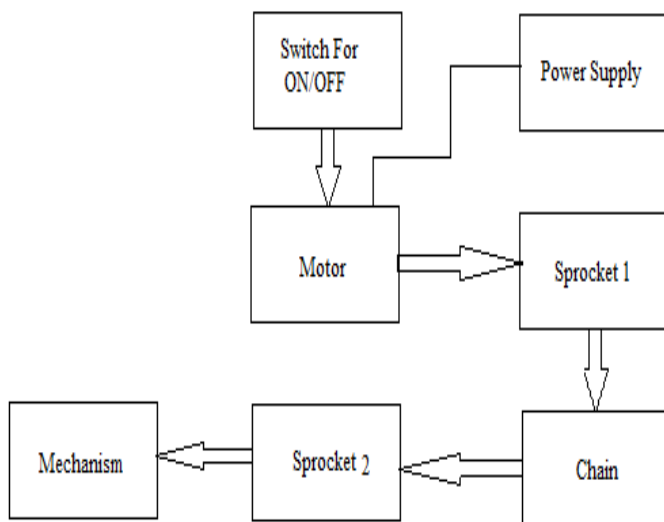 Switch For
ON/OFF
Power Supply
Motor
Sprocket 1
Mechanism
Sprocket 2
Chain